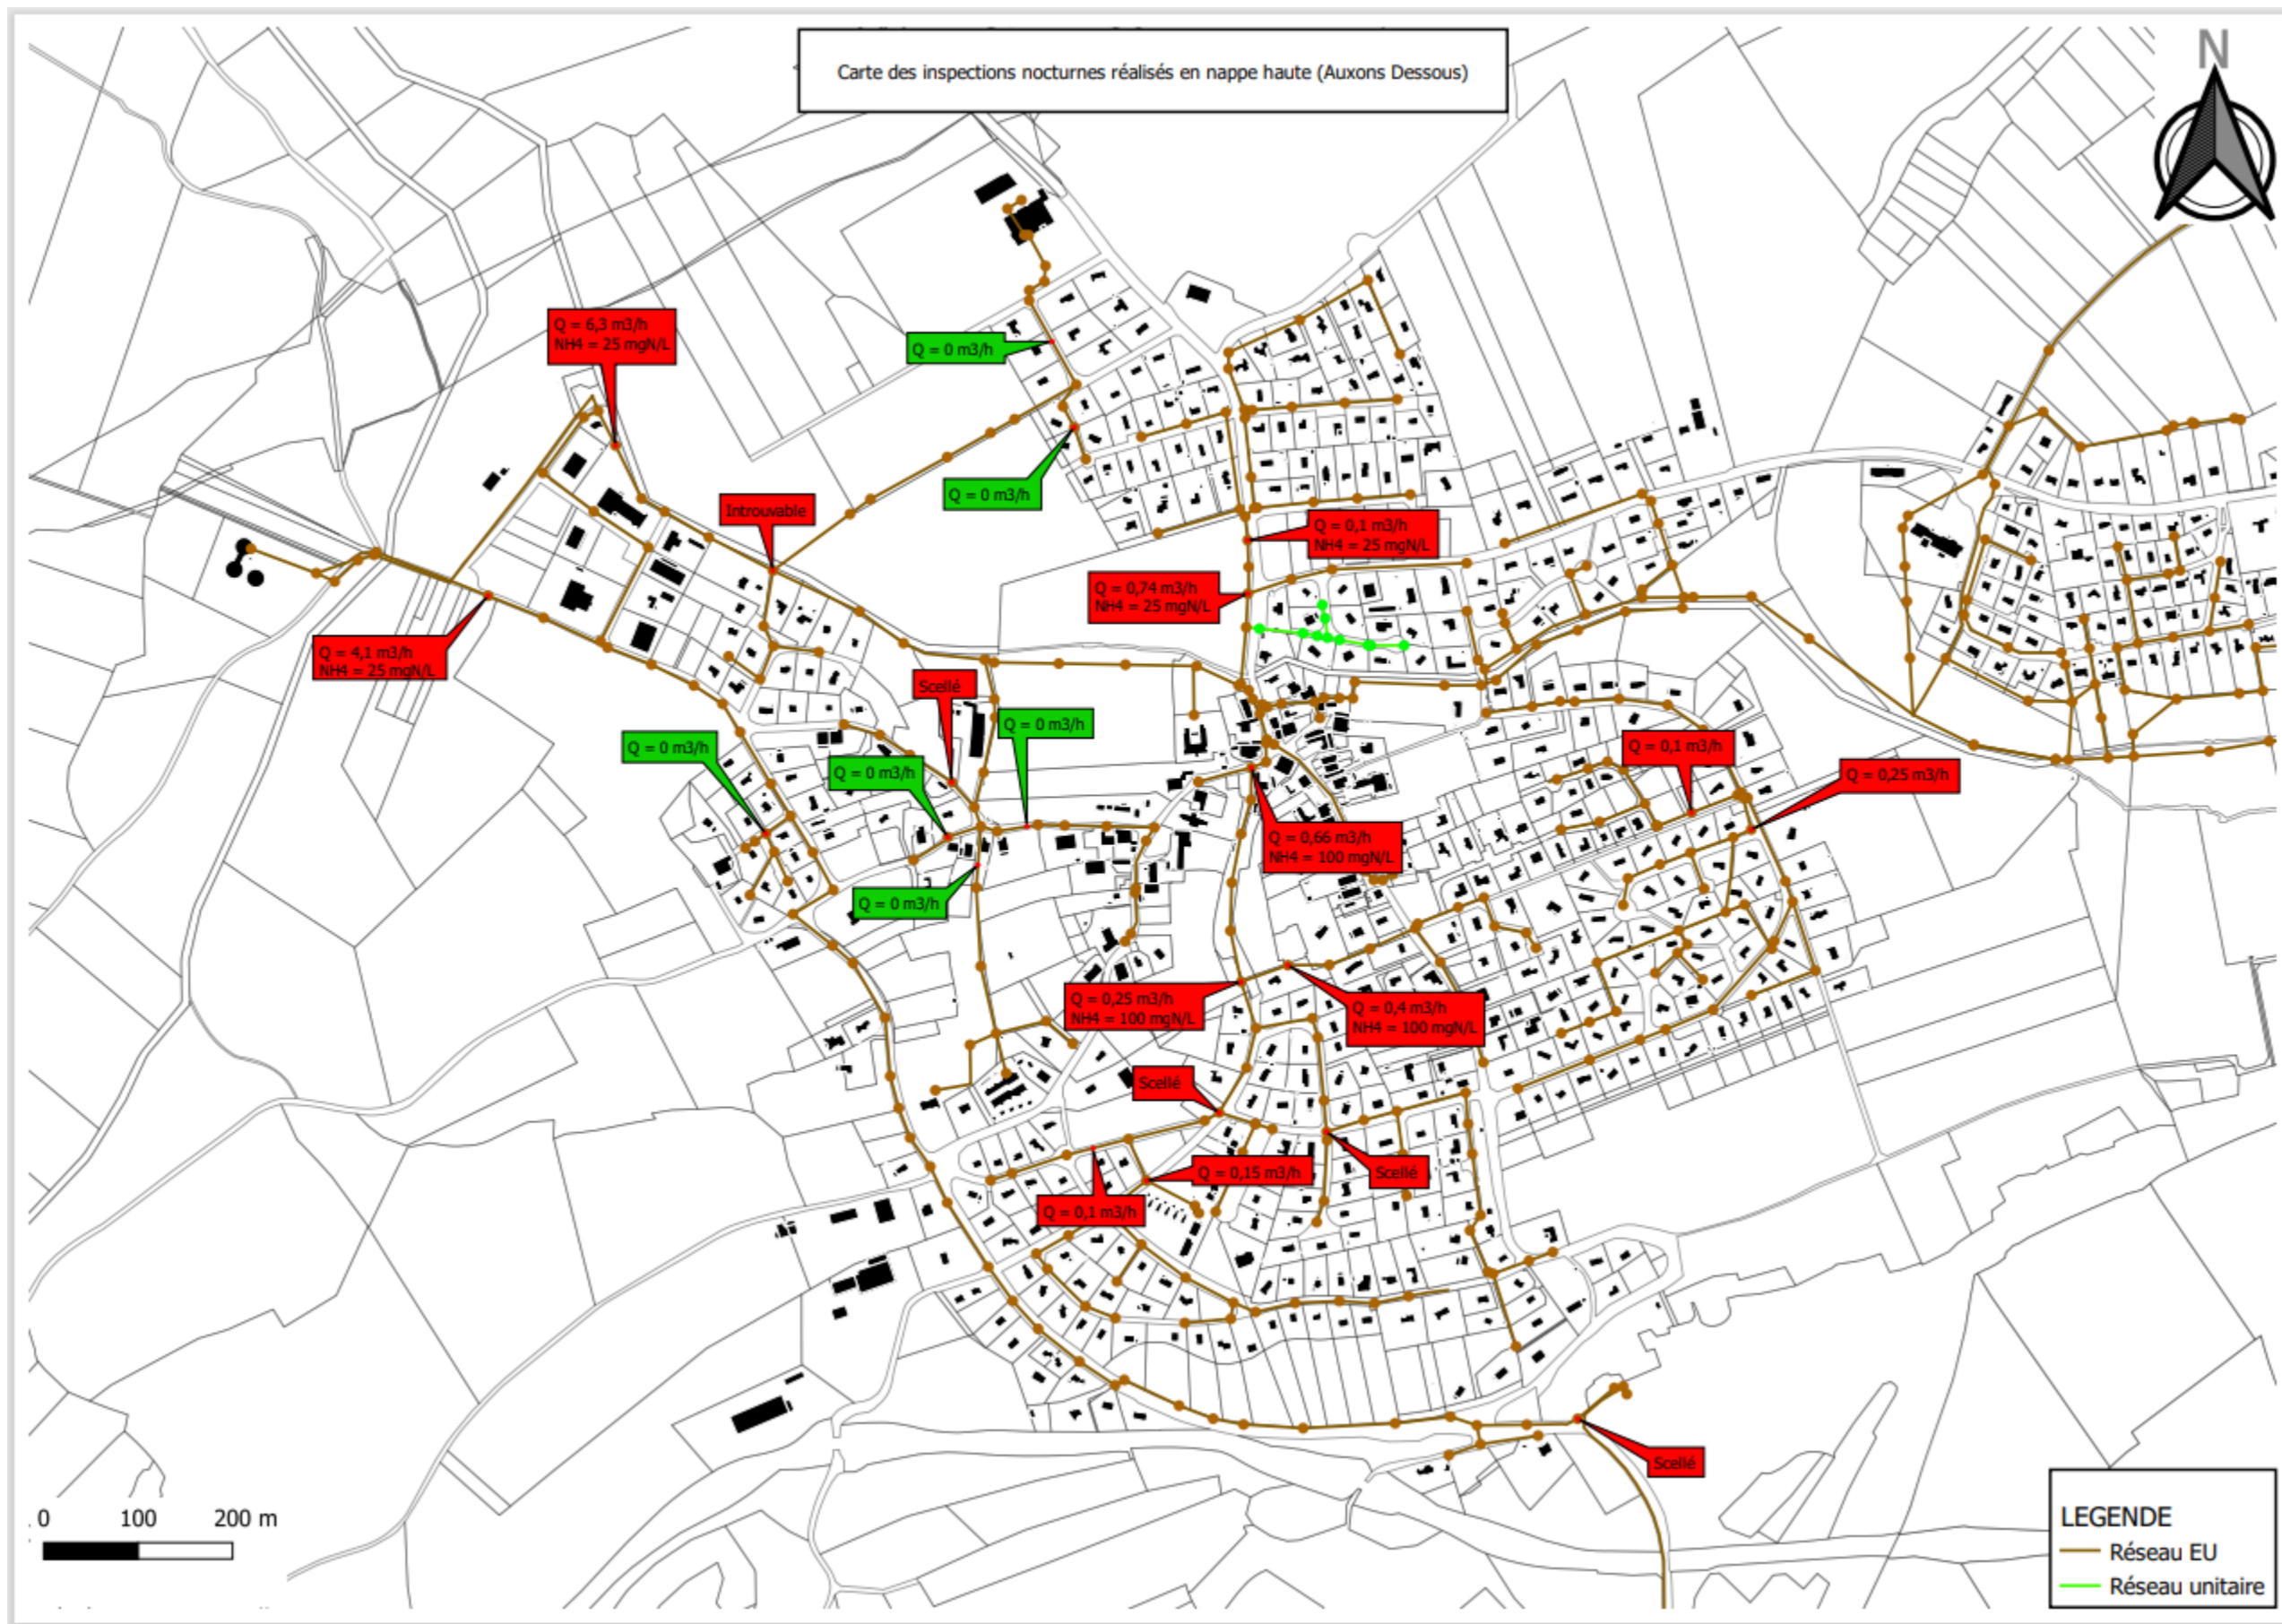 Carte des inspections nocturnes réalisés en nappe haute (Auxons Dessous)
N
Q = 6,3 m3/h
NH4 = 25 mgN/L
Q = 0 m3/h
Q = 0 m3/h
Introuvable
Q = 0,1 m3/h
NH4 = 25 mgN/L
Q = 0,74 m3/h
NH4 = 25 mgN/L
Q = 4,1 m3/h
NH4 = 25 mgN/L
Scellé
Q = 0 m3/h
Q = 0 m3/h
Q = 0 m3/h
Q = 0,1 m3/h
Q = 0,25 m3/h
Q = 0,66 m3/h
NH4 = 100 mgN/L
Q = 0 m3/h
Q = 0,25 m3/h
NH4 = 100 mgN/L
Q = 0,4 m3/h
NH4 = 100 mgN/L
Scellé
Q = 0,15 m3/h
Scellé
Q = 0,1 m3/h
Scellé
0 100 200 m
LEGENDE
Réseau EU
Réseau unitaire